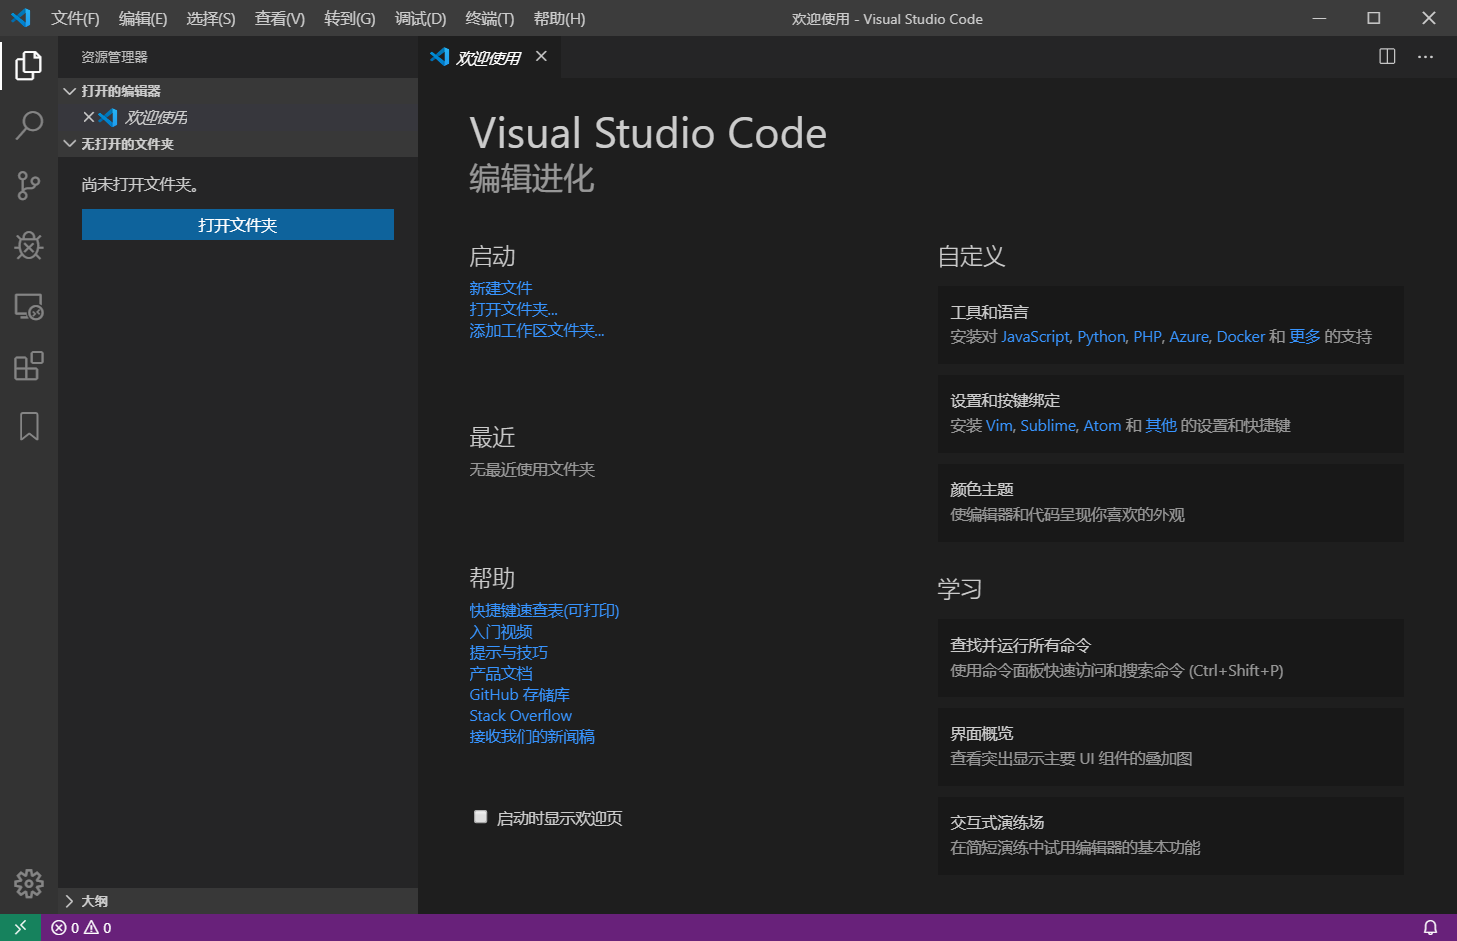 文件(F) 编辑(E) 选择(S) 查看(V) 转到(G) 调试(D) 终端(T) 帮助(H) 欢迎使用 - Visual Studio Code
资源管理器
欢迎使用
打开的编辑器
欢迎使用
无打开的文件夹
尚未打开文件夹。
打开文件夹
Visual Studio Code
编辑进化
启动
新建文件
打开文件夹...
添加工作区文件夹...
最近
无最近使用文件夹
帮助
快捷键速查表(可打印)
入门视频
提示与技巧
产品文档
GitHub 存储库
Stack Overflow
接收我们的新闻稿
启动时显示欢迎页
自定义
工具和语言
安装对 JavaScript, Python, PHP, Azure, Docker 和 更多 的支持
设置和按键绑定
安装 Vim, Sublime, Atom 和 其他 的设置和快捷键
颜色主题
使编辑器和代码呈现你喜欢的外观
学习
查找并运行所有命令
使用命令面板快速访问和搜索命令 (Ctrl+Shift+P)
界面概览
查看突出显示主要 UI 组件的叠加图
交互式演练场
在简短演练中试用编辑器的基本功能
大纲
0 0